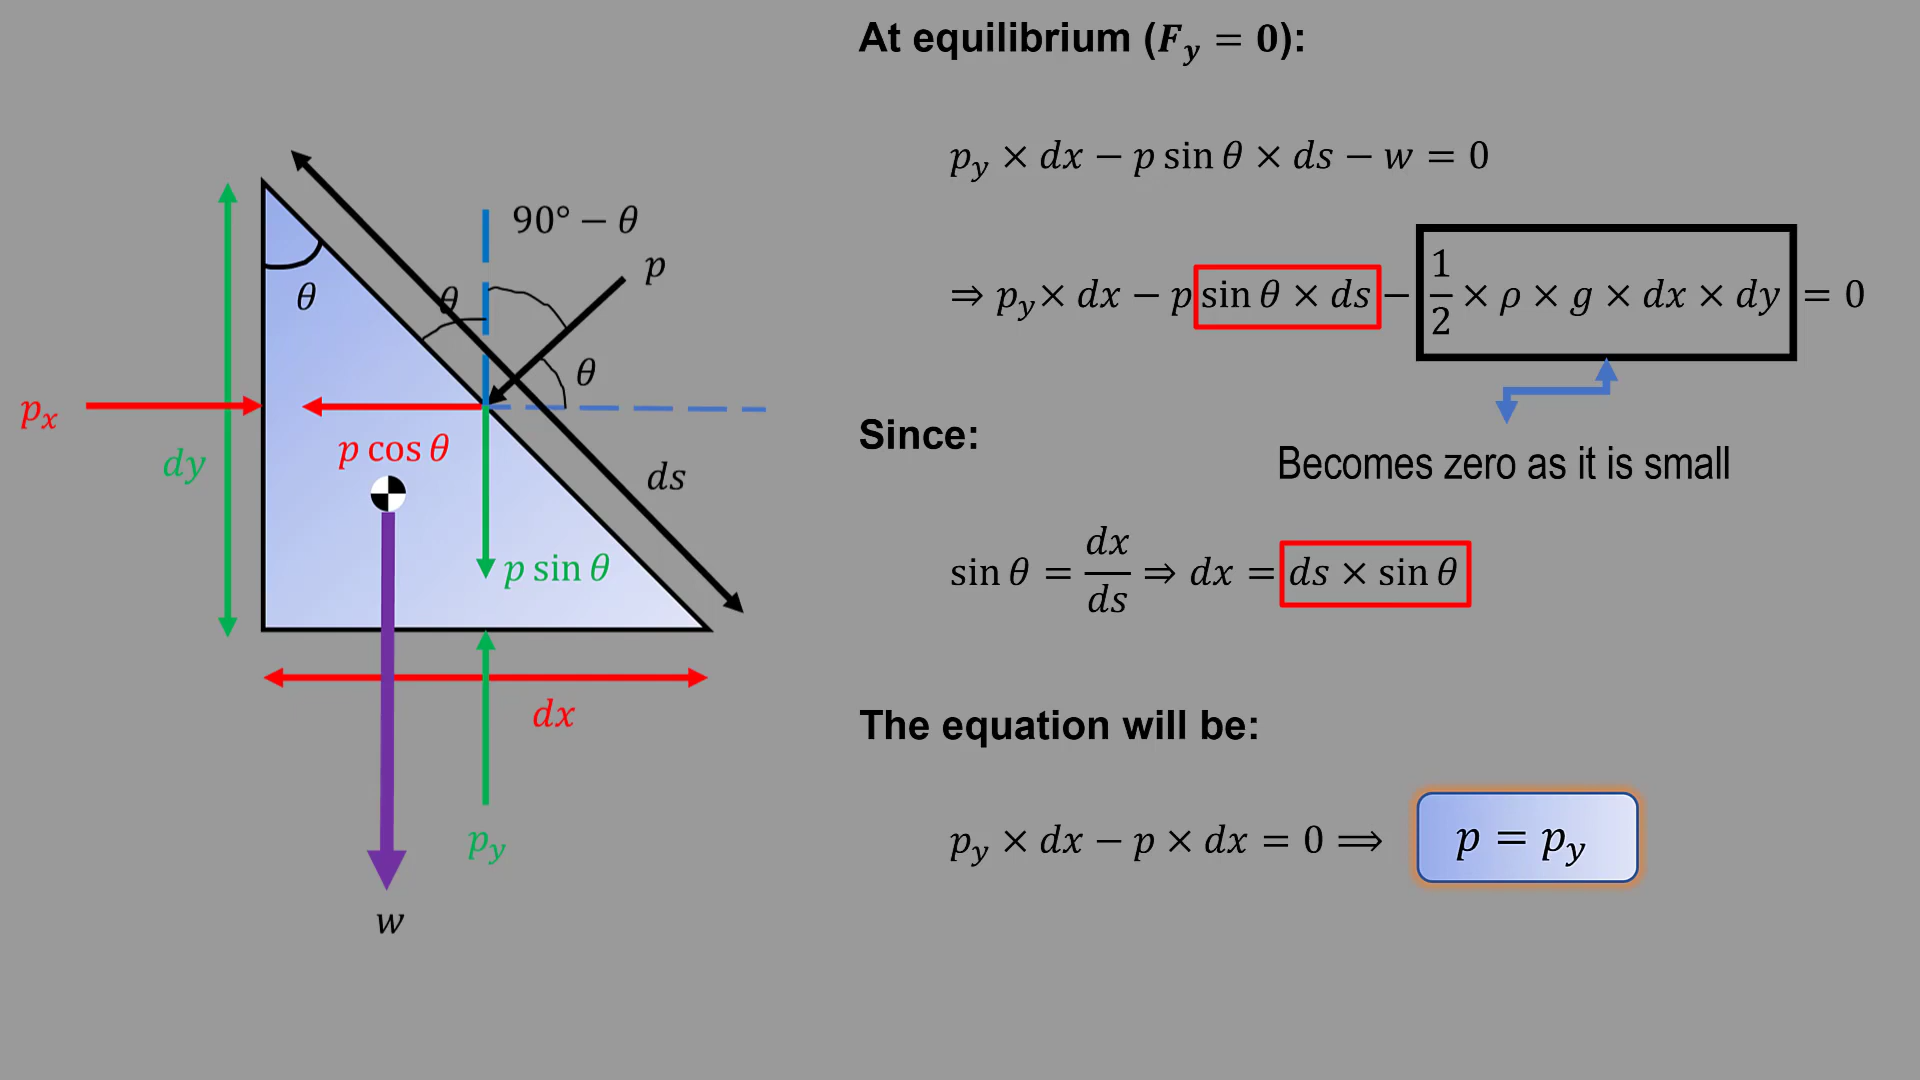 At equilibrium (𝑭𝒚 = 𝟎):
p_y × dx − p sin θ × ds − w = 0
⇒ p_y × dx − p sin θ × ds − 1/2 × ρ × g × dx × dy = 0
Becomes zero as it is small
Since:
sin θ = dx/ds ⇒ dx = ds × sin θ
The equation will be:
p_y × dx − p × dx = 0 ⟹ p = p_y
90° − θ
p
θ
θ
θ
p_x
p cos θ
dy
ds
p sin θ
dx
p_y
w